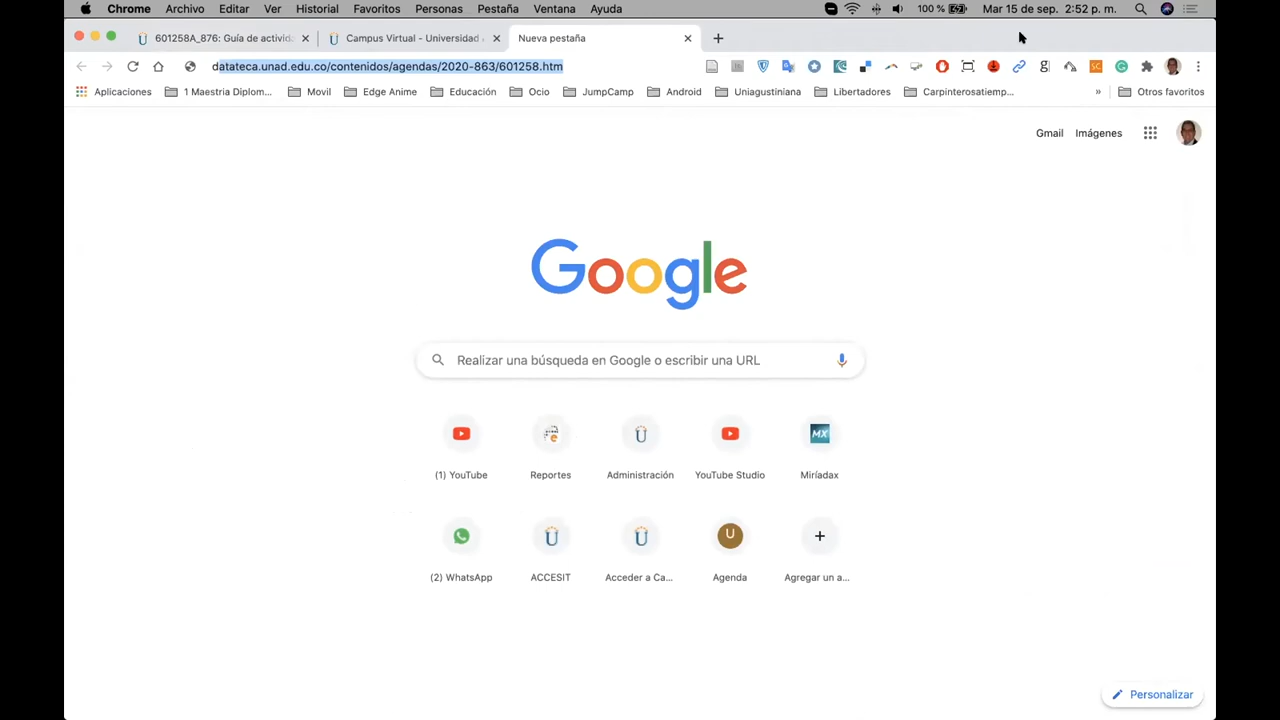 Chrome Archivo Editar Ver Historial Favoritos Personas Pestaña Ventana Ayuda 100 % Mar 15 de sep. 2:52 p. m.
601258A_876: Guía de activida Campus Virtual - Universidad Nueva pestaña
datateca.unad.edu.co/contenidos/agendas/2020-863/601258.htm
Aplicaciones 1 Maestria Diplom... Movil Edge Anime Educación Ocio JumpCamp Android Uniagustiniana Libertadores Carpinterosatiemp... » Otros favoritos
Gmail Imágenes
Google
Realizar una búsqueda en Google o escribir una URL
(1) YouTube Reportes Administración YouTube Studio Miríadax
(2) WhatsApp ACCESIT Acceder a Ca... Agenda Agregar un a...
Personalizar